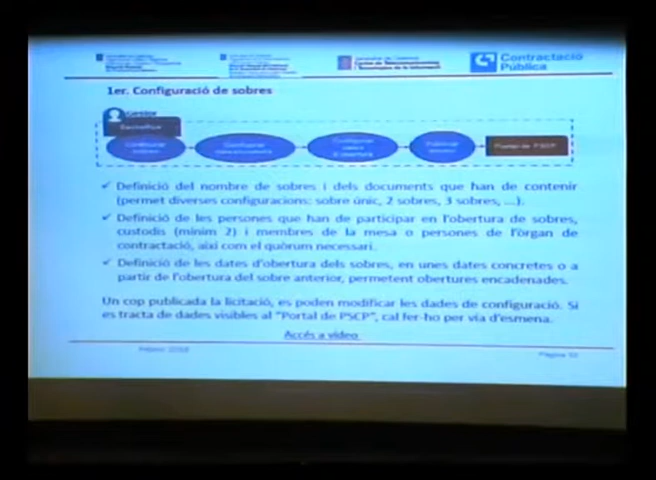 Contractació
Pública
1er. Configuració de sobres
Gestor
Portal de PSCP
✓ Definició del nombre de sobres i dels documents que han de contenir
(permet diverses configuracions: sobre únic, 2 sobres, 3 sobres, ...).
✓ Definició de les persones que han de participar en l'obertura de sobres,
custodis (mínim 2) i membres de la mesa o persones de l'òrgan de
contractació, així com el quòrum necessari.
✓ Definició de les dates d'obertura dels sobres, en unes dates concretes o a
partir de l'obertura del sobre anterior, permetent obertures encadenades.
Un cop publicada la licitació, es poden modificar les dades de configuració. Si
es tracta de dades visibles al "Portal de PSCP", cal fer-ho per via d'esmena.
Accés a vídeo